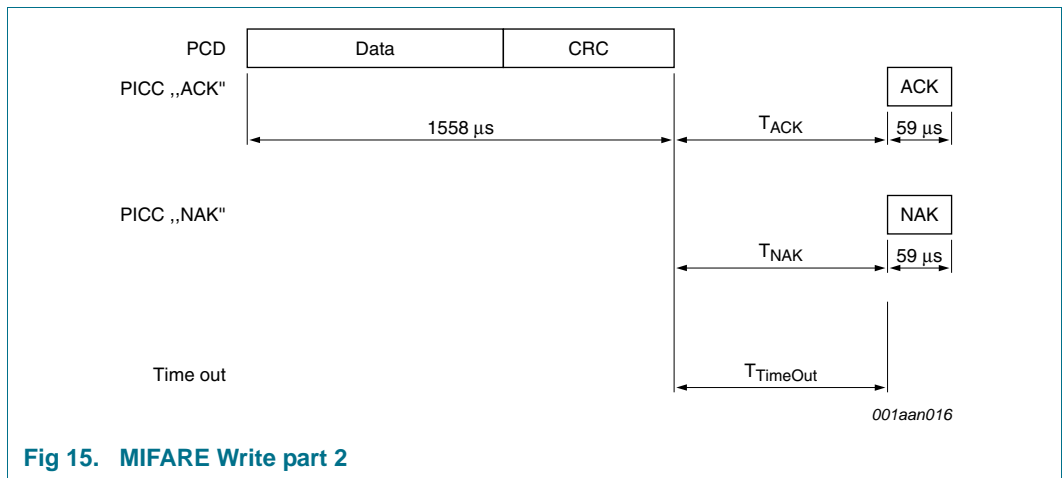 PCD Data CRC
PICC ,,ACK" ACK
1558 μs TACK 59 μs
PICC ,,NAK" NAK
TNAK 59 μs
Time out TTimeOut
001aan016
Fig 15. MIFARE Write part 2